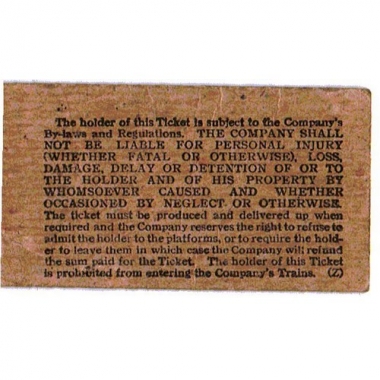 The holder of this Ticket is subject to the Company's
By-laws and Regulations. THE COMPANY SHALL
NOT BE LIABLE FOR PERSONAL INJURY
(WHETHER FATAL OR OTHERWISE), LOSS,
DAMAGE, DELAY OR DETENTION OF OR TO
THE HOLDER AND OF HIS PROPERTY BY
WHOMSOEVER CAUSED AND WHETHER
OCCASIONED BY NEGLECT OR OTHERWISE.
The ticket must be produced and delivered up when
required and the Company reserves the right to refuse to
admit the holder to the platforms, or to require the hold-
er to leave them in which case the Company will refund
the sum paid for the Ticket. The holder of this Ticket
is prohibited from entering the Company's Trains. (Z)